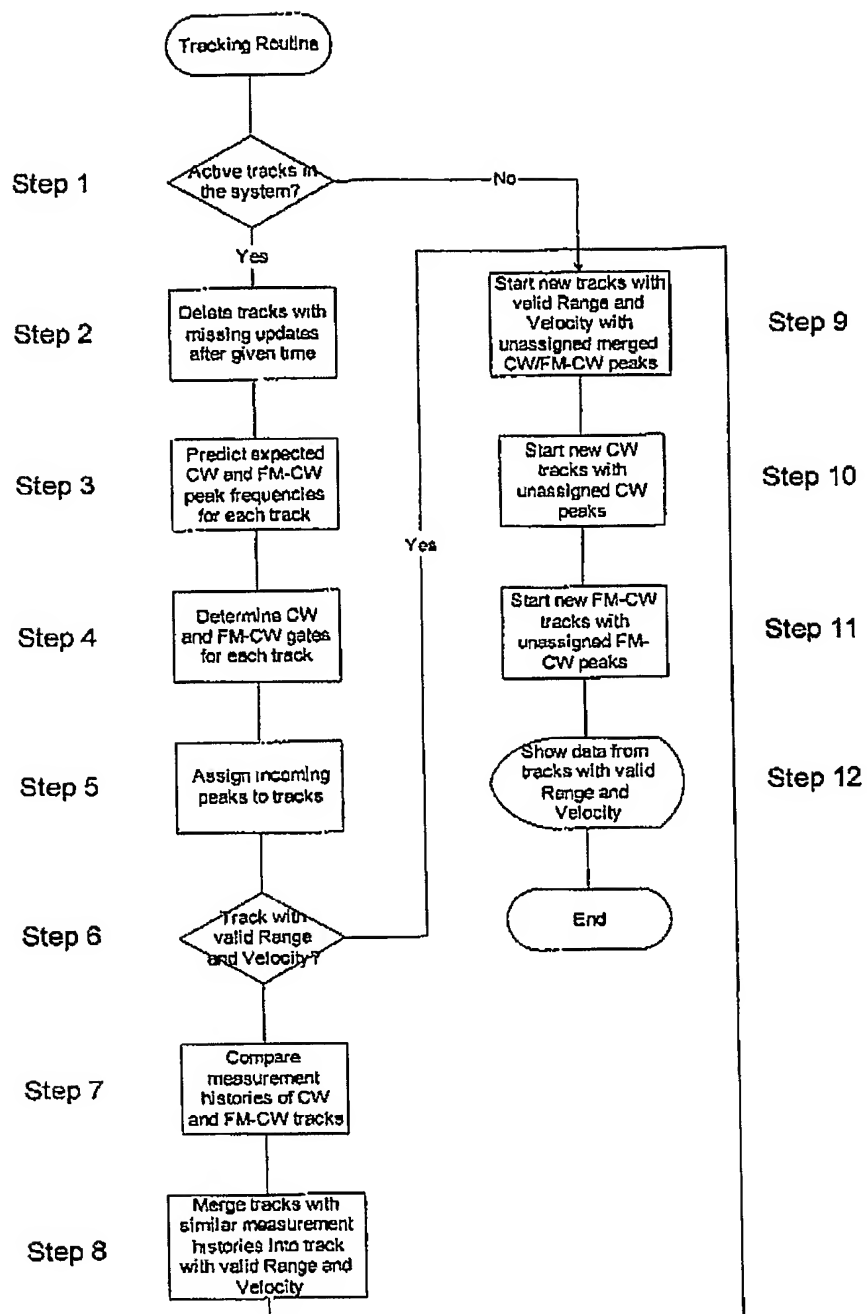 Tracking Routine
Step 1
Active tracks in
the system?
No
Yes
Step 2
Delete tracks with
missing updates
after given time
Step 3
Predict expected
CW and FM-CW
peak frequencies
for each track
Step 4
Determine CW
and FM-CW gates
for each track
Step 5
Assign incoming
peaks to tracks
Step 6
Track with
valid Range
and Velocity?
Yes
Step 7
Compare
measurement
histories of CW
and FM-CW tracks
Step 8
Merge tracks with
similar measurement
histories into track
with valid Range and
Velocity
Start new tracks with
valid Range and
Velocity with
unassigned merged
CW/FM-CW peaks
Step 9
Start new CW
tracks with
unassigned CW
peaks
Step 10
Start new FM-CW
tracks with
unassigned FM-
CW peaks
Step 11
Show data from
tracks with valid
Range and
Velocity
Step 12
End